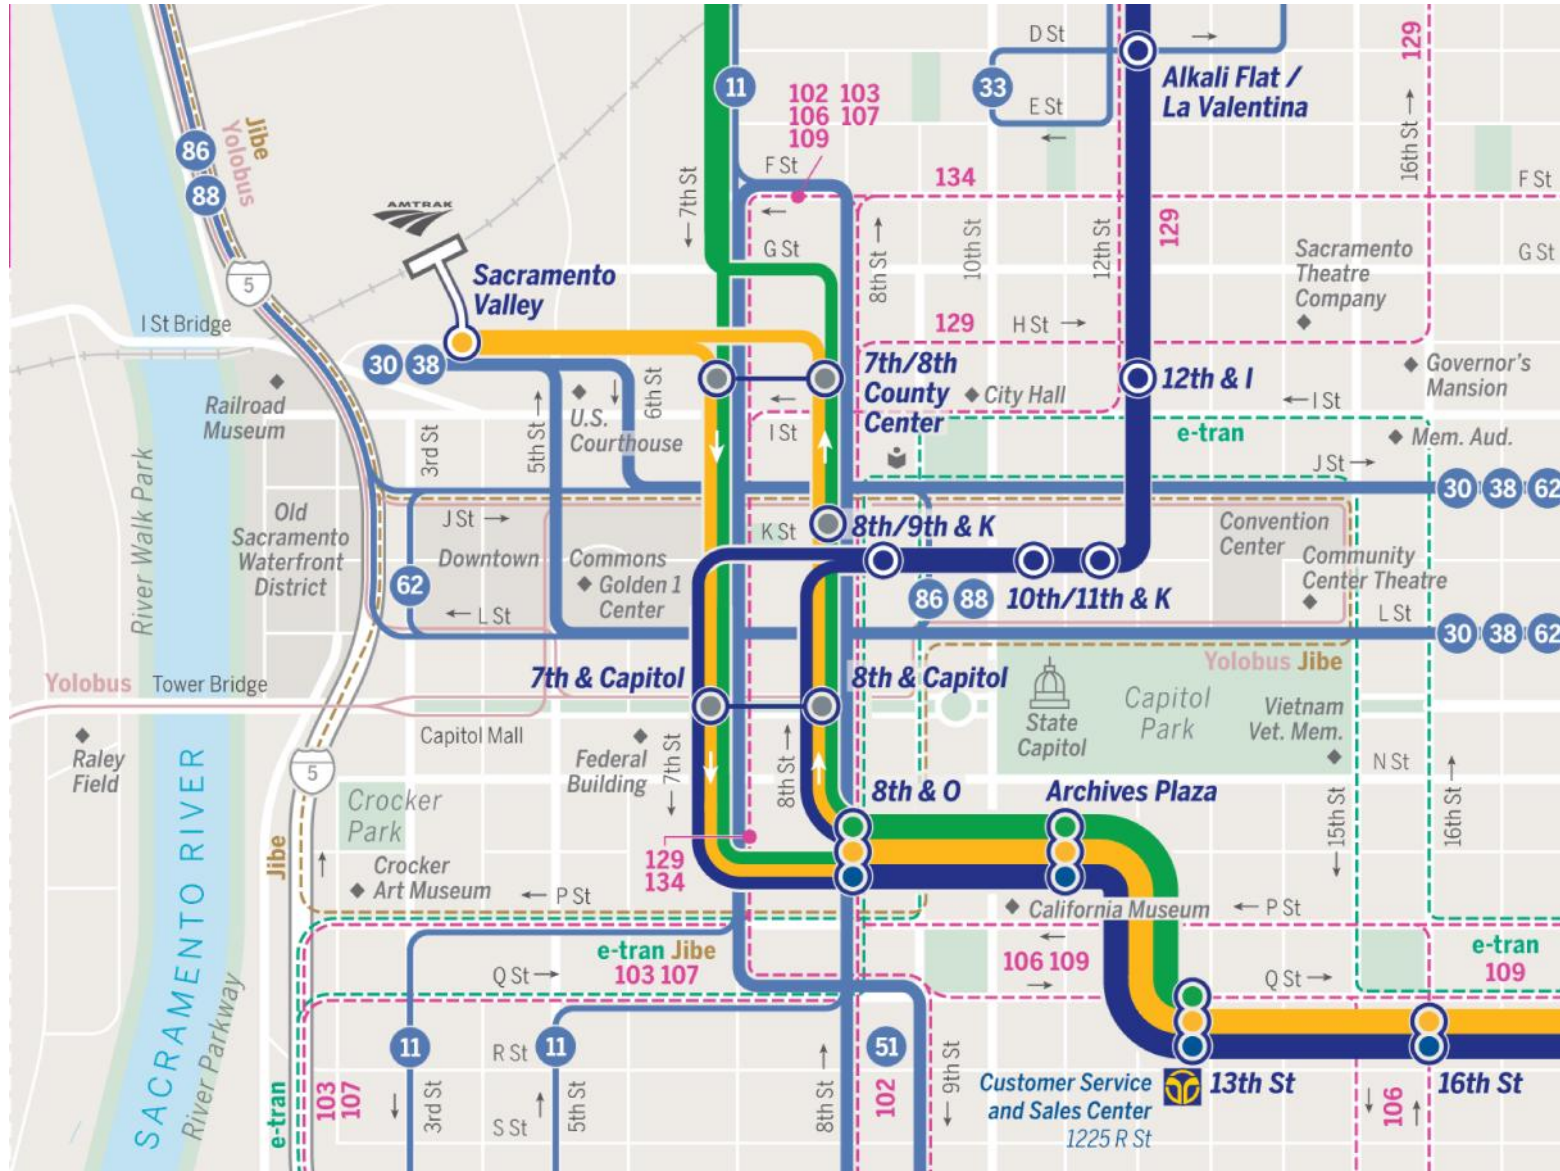 D St
11
33
129
Alkali Flat /
La Valentina
102 103
106 107
109
E St
16th St
Jibe
Yolobus
86
88
F St
134
F St
7th St
AMTRAK
8th St
10th St
12th St
129
G St
G St
Sacramento
Theatre
Company
Sacramento
Valley
5
I St Bridge
129
H St
30 38
6th St
7th/8th
County
Center
12th & I
Governor's
Mansion
City Hall
Railroad
Museum
U.S.
Courthouse
I St
I St
e-tran
Mem. Aud.
3rd St
5th St
J St
30 38 62
River Walk Park
Old
Sacramento
Waterfront
District
J St
K St
8th/9th & K
Convention
Center
Downtown
Commons
Community
Center Theatre
62
Golden 1
Center
86 88
10th/11th & K
L St
L St
30 38 62
Yolobus
Tower Bridge
7th & Capitol
8th & Capitol
Yolobus Jibe
State
Capitol
Capitol
Park
Vietnam
Vet. Mem.
Capitol Mall
Raley
Field
Federal
Building
7th St
8th St
N St
5
Crocker
Park
8th & O
Archives Plaza
15th St
16th St
SACRAMENTO RIVER
Jibe
129
134
Crocker
Art Museum
P St
California Museum
P St
e-tran Jibe
103 107
106 109
e-tran
109
Q St
Q St
River Parkway
11
R St
11
51
9th St
Customer Service
and Sales Center
1225 R St
13th St
16th St
e-tran
103
107
3rd St
S St
5th St
8th St
102
106